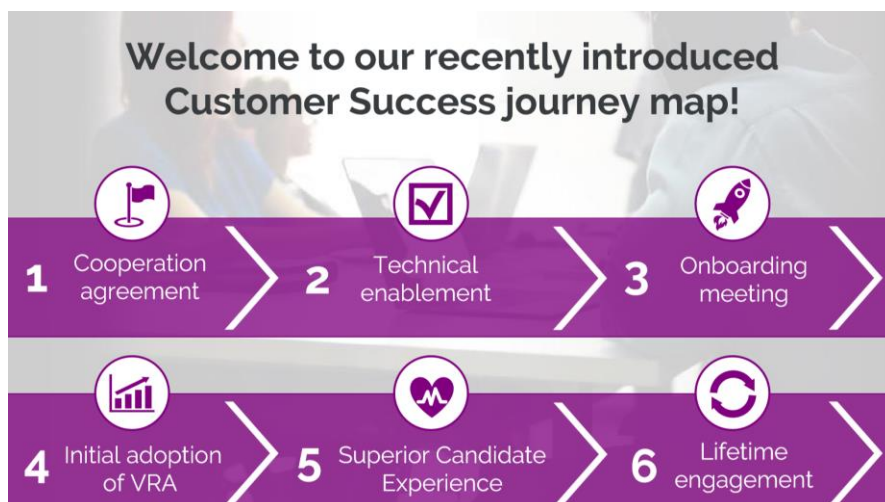 Welcome to our recently introduced
Customer Success journey map!
1 Cooperation
agreement
2 Technical
enablement
3 Onboarding
meeting
4 Initial adoption
of VRA
5 Superior Candidate
Experience
6 Lifetime
engagement